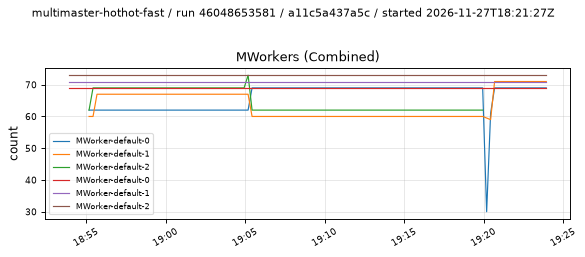 multimaster-hothot-fast / run 46048653581 / a11c5a437a5c / started 2026-11-27T18:21:27Z
MWorkers (Combined)
count
70
60
50
40
30
MWorker-default-0
MWorker-default-1
MWorker-default-2
MWorker-default-0
MWorker-default-1
MWorker-default-2
18:55
19:00
19:05
19:10
19:15
19:20
19:25